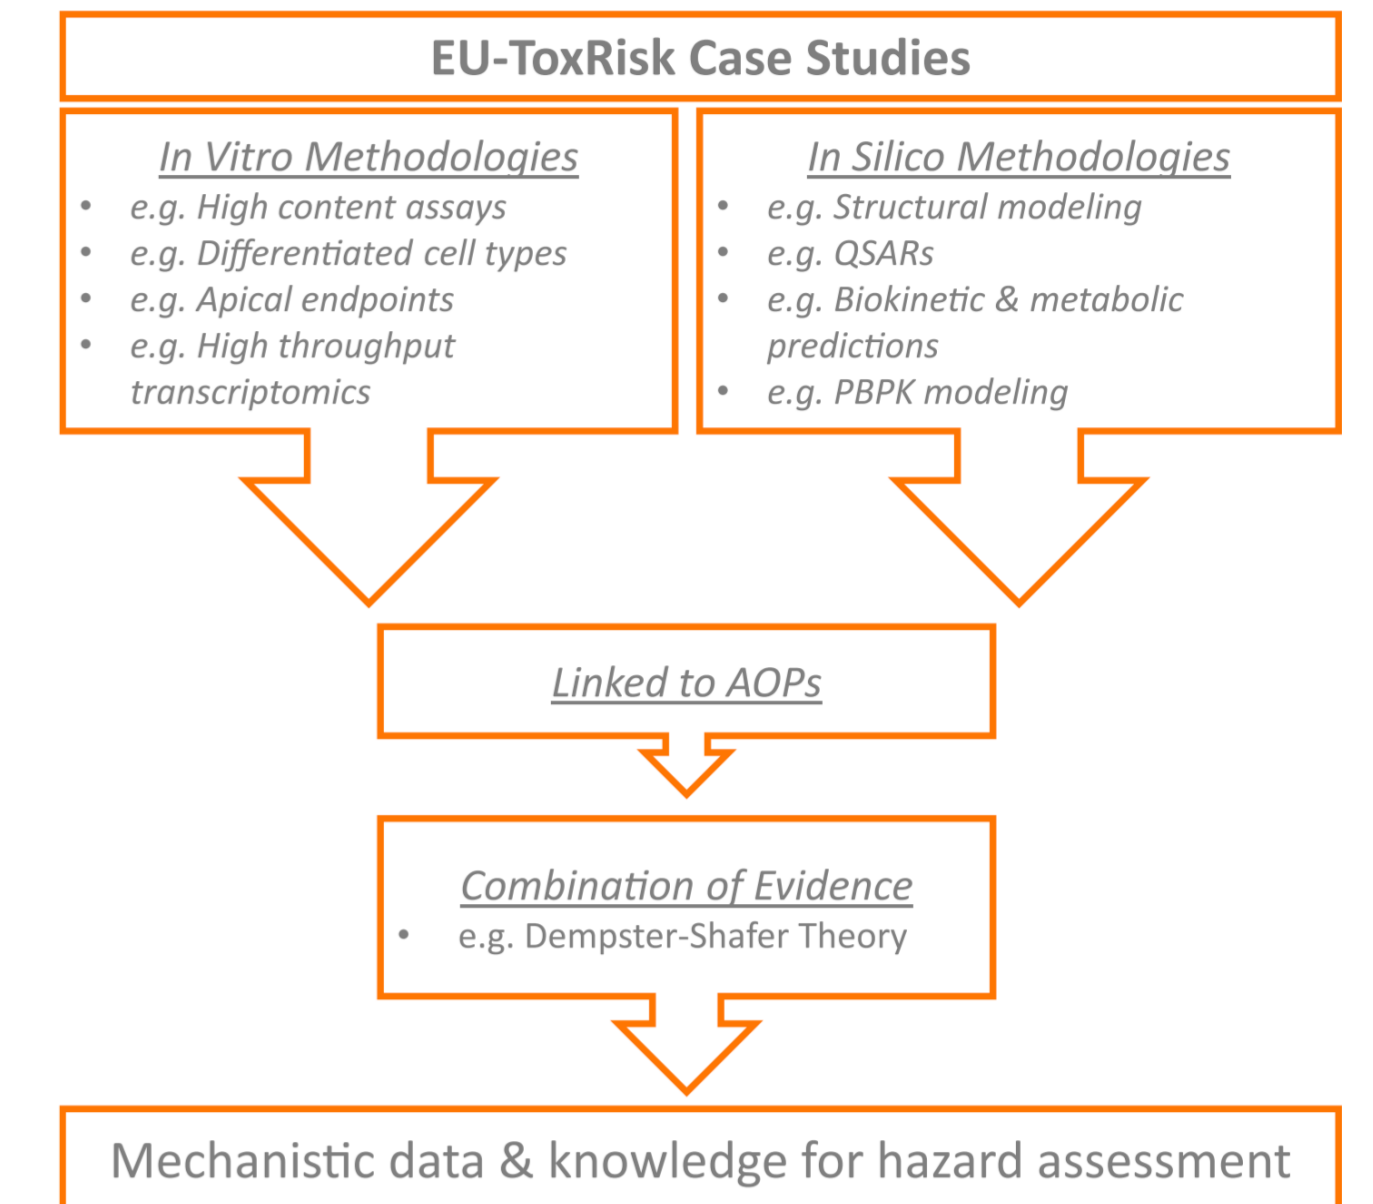 EU-ToxRisk Case Studies
In Vitro Methodologies
• e.g. High content assays
• e.g. Differentiated cell types
• e.g. Apical endpoints
• e.g. High throughput
transcriptomics
In Silico Methodologies
• e.g. Structural modeling
• e.g. QSARs
• e.g. Biokinetic & metabolic
predictions
• e.g. PBPK modeling
Linked to AOPs
Combination of Evidence
• e.g. Dempster-Shafer Theory
Mechanistic data & knowledge for hazard assessment